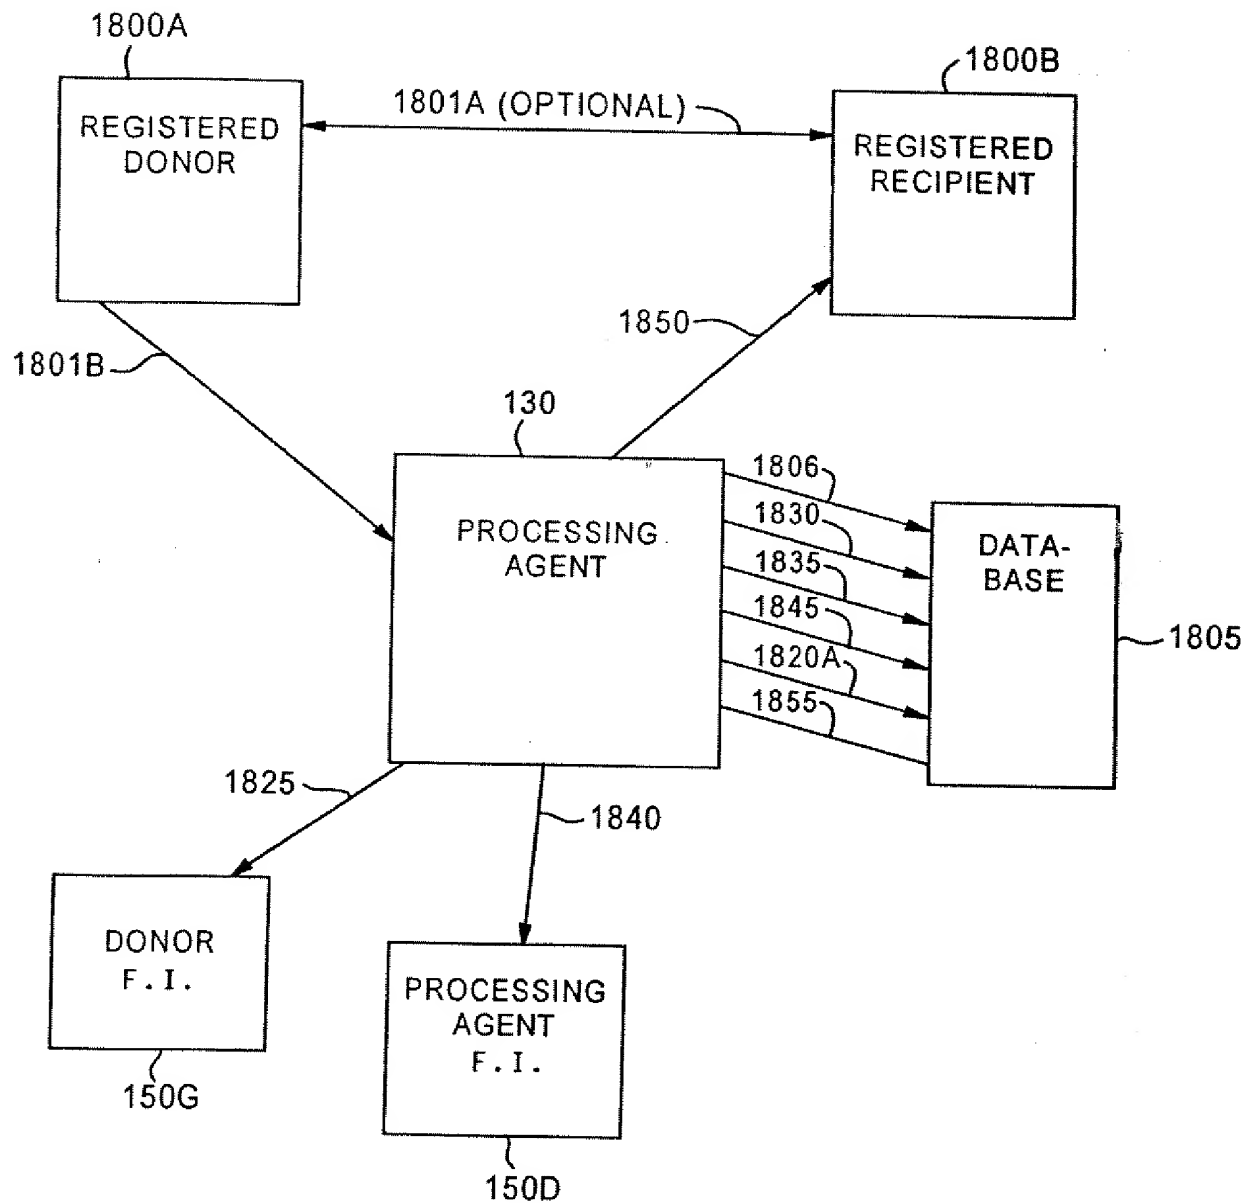 1800A
1800B
REGISTERED
DONOR
1801A (OPTIONAL)
REGISTERED
RECIPIENT
1801B
1850
130
PROCESSING
AGENT
1806
1830
1835
1845
1820A
1855
DATA-
BASE
1805
1825
1840
DONOR
F.I.
150G
PROCESSING
AGENT
F.I.
150D